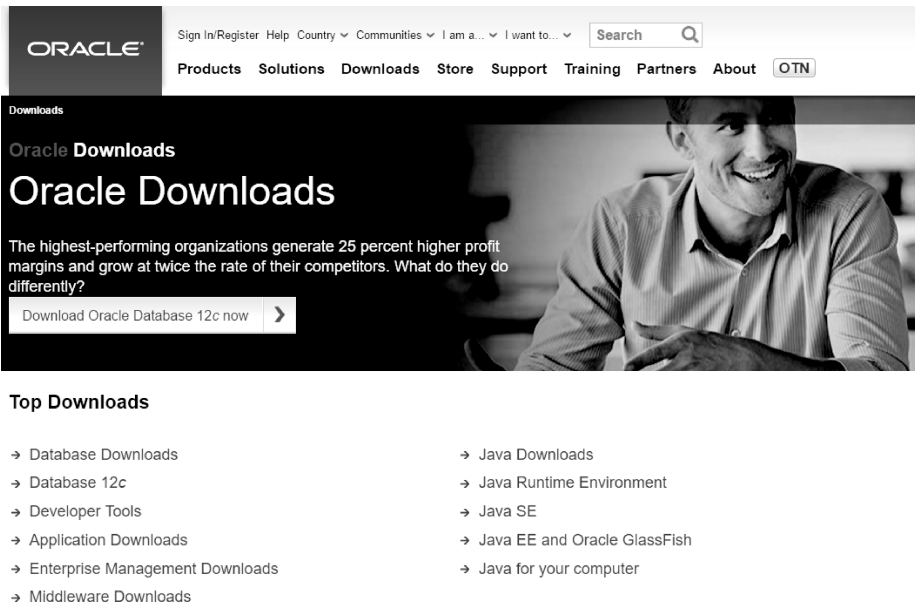 ORACLE
Sign In/Register Help Country Communities I am a... I want to... Search
Products Solutions Downloads Store Support Training Partners About OTN
Downloads
Oracle Downloads
Oracle Downloads
The highest-performing organizations generate 25 percent higher profit
margins and grow at twice the rate of their competitors. What do they do
differently?
Download Oracle Database 12c now
Top Downloads
Database Downloads
Database 12c
Developer Tools
Application Downloads
Enterprise Management Downloads
Middleware Downloads
Java Downloads
Java Runtime Environment
Java SE
Java EE and Oracle GlassFish
Java for your computer